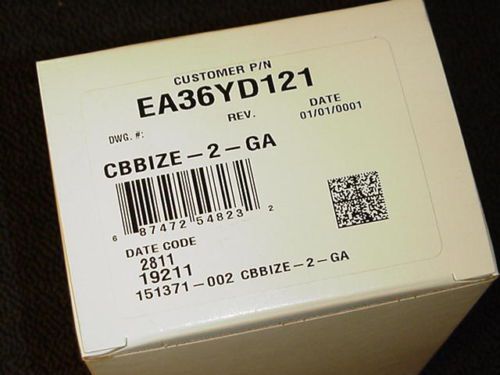 CUSTOMER P/N
EA36YD121
DWG. #: REV. DATE
01/01/0001
CBBIZE-2-GA
6 87472 54823 2
DATE CODE
2811
19211
151371-002 CBBIZE-2-GA